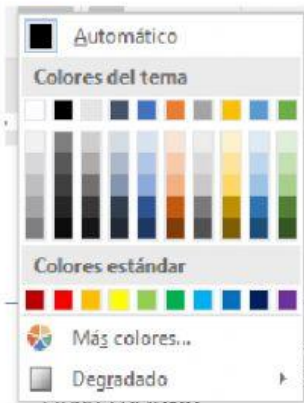 Automático
Colores del tema
Colores estándar
Más colores...
Degradado